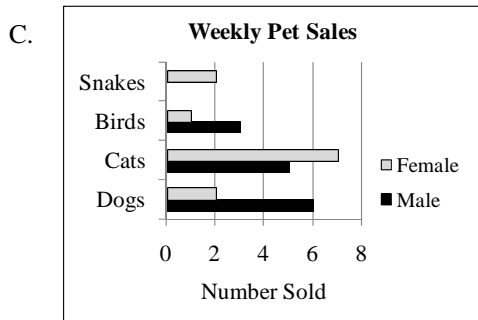 C.
Weekly Pet Sales
Snakes
Birds
Cats
Dogs
Female
Male
0 2 4 6 8
Number Sold